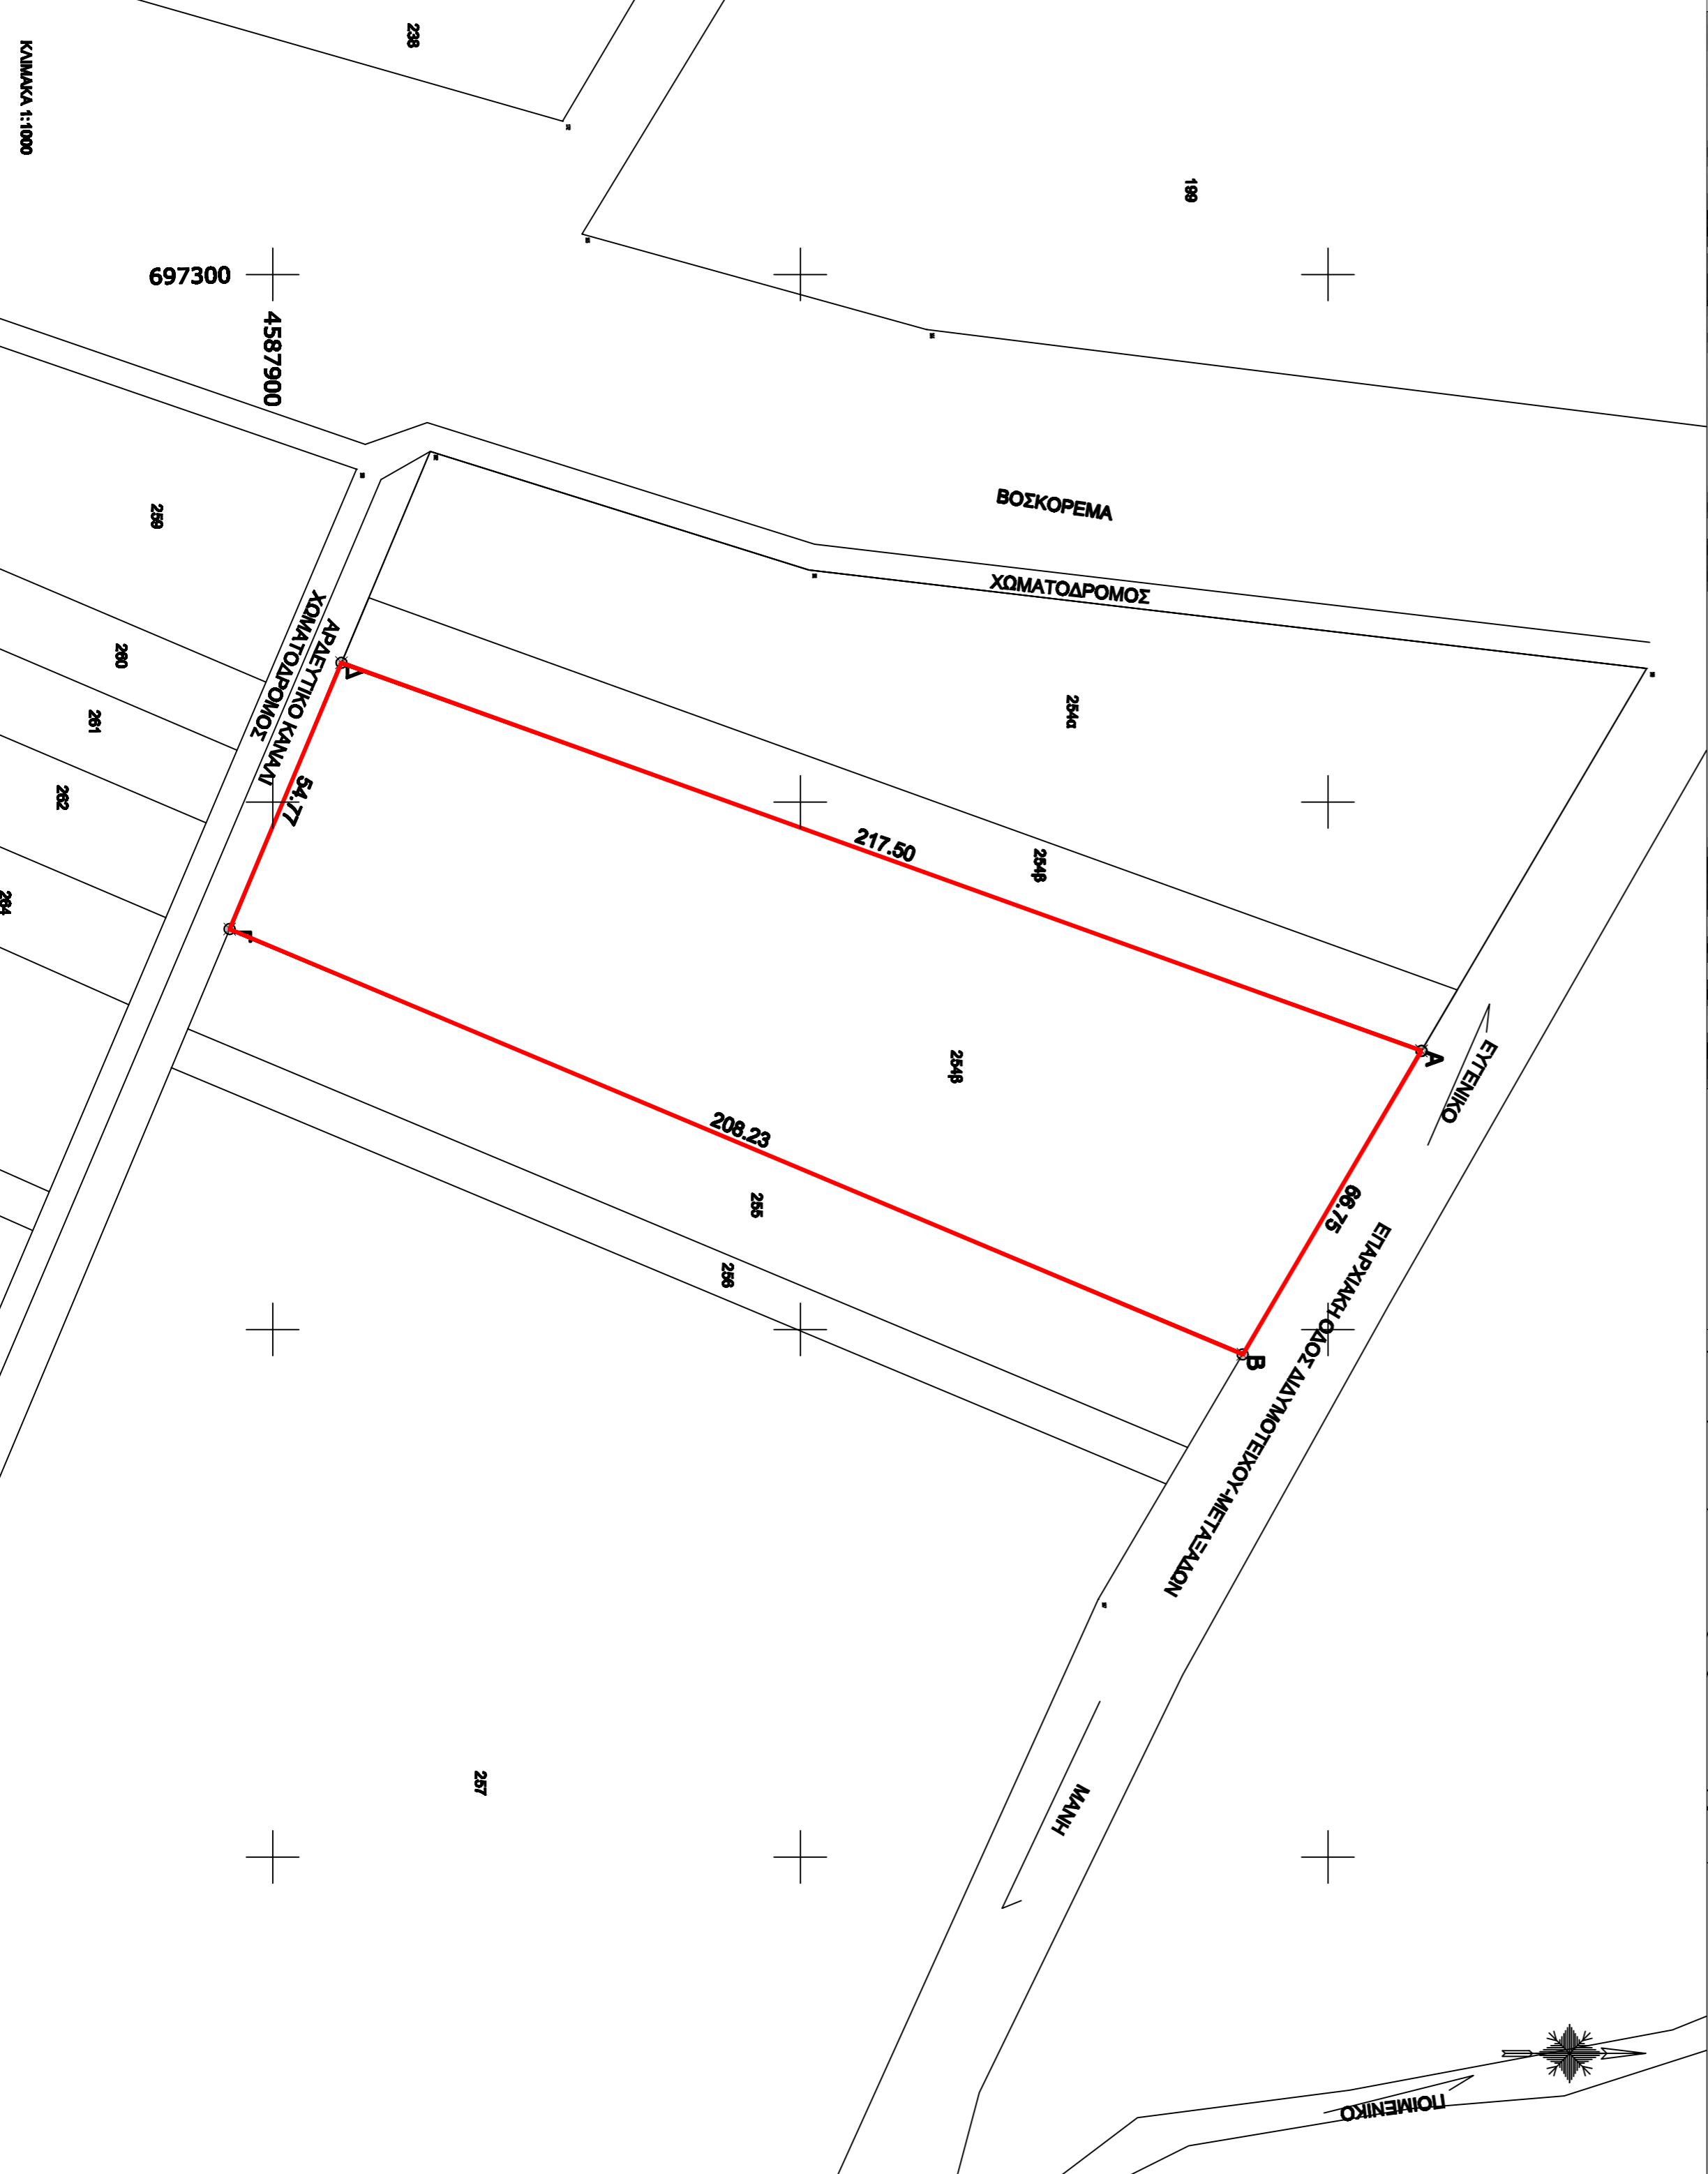 ΚΛΙΜΑΚΑ 1:1000
238
199
697300
4587900
ΒΟΣΚΟΡΕΜΑ
ΧΩΜΑΤΟΔΡΟΜΟΣ
259
260
261
262
264
ΧΩΜΑΤΟΔΡΟΜΟΣ
ΑΡΔΕΥΤΙΚΟ ΚΑΝΑΛΙ
54.77
Δ
Γ
254α
254β
217.50
254β
208.23
255
256
257
Α
Β
66.75
ΕΥΓΕΝΙΚΟ
ΕΠΑΡΧΙΑΚΗ ΟΔΟΣ ΔΙΔΥΜΟΤΕΙΧΟΥ-ΜΕΤΑΞΑΔΩΝ
ΜΑΝΗ
ΠΟΙΜΕΝΙΚΟ